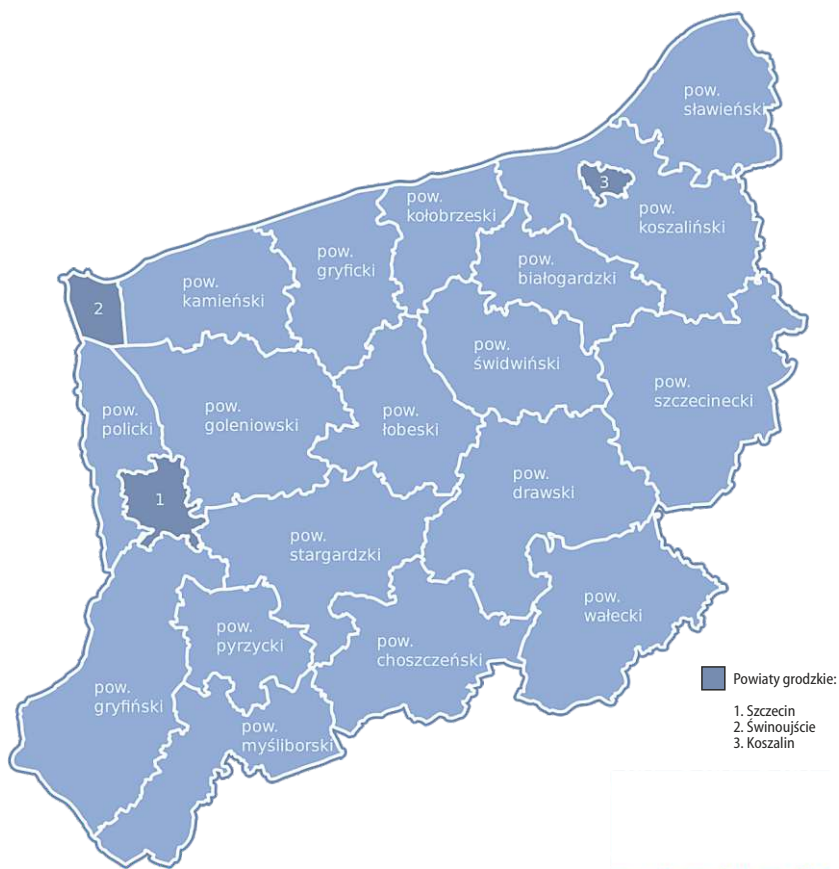 pow.
sławieński
3
pow.
koszaliński
pow.
kołobrzeski
pow.
gryficki
pow.
białogardzki
pow.
kamieński
2
pow.
świdwiński
pow.
szczecinecki
pow.
policki
pow.
goleniowski
pow.
łobeski
pow.
drawski
1
pow.
stargardzki
pow.
wałecki
pow.
pyrzycki
pow.
choszczeński
pow.
gryfiński
pow.
myśliborski
Powiaty grodzkie:
1. Szczecin
2. Świnoujście
3. Koszalin